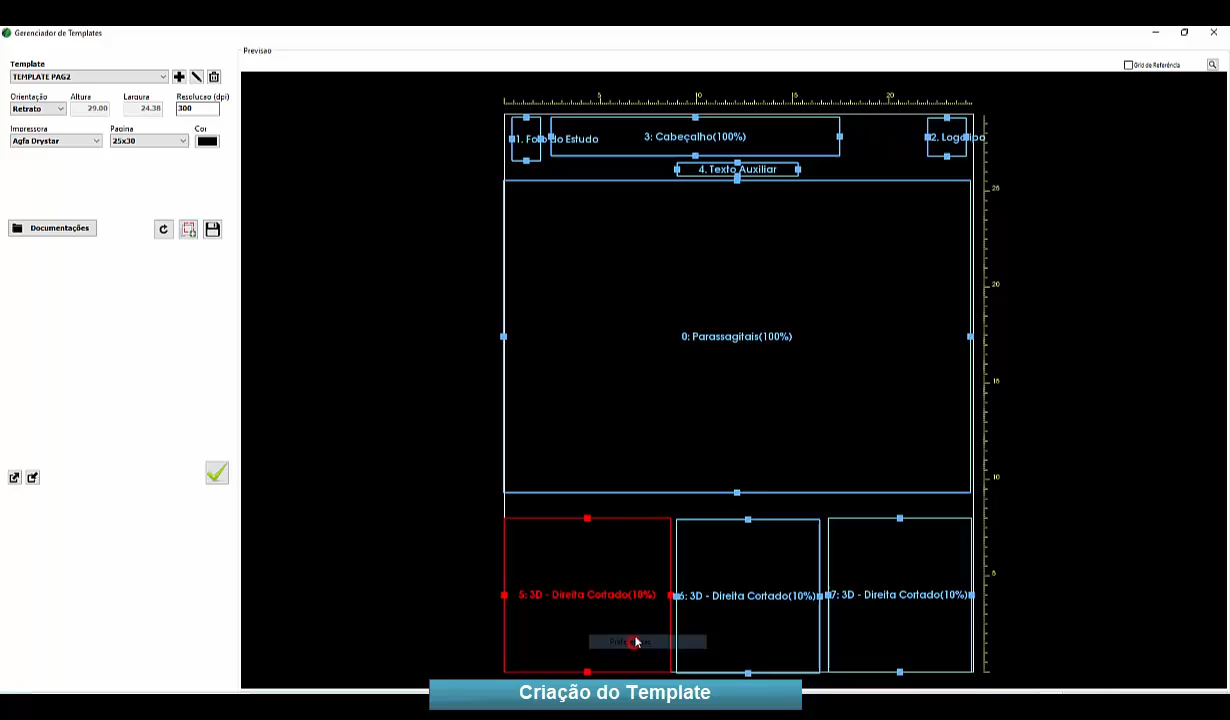 Gerenciador de Templates
Previsao
Template
TEMPLATE PAG2
Grid de Referência
Orientação Altura Largura Resolucao (dpi)
Retrato 29.00 24.38 300
Impressora Pagina Cor
Agfa Drystar 25x30
Documentações
5 10 15 20
1. Fo do Estudo
3: Cabeçalho(100%)
2. Logotipo
4. Texto Auxiliar
25
20
0: Parassagitais(100%)
15
10
5
5: 3D - Direita Cortado(10%)
6: 3D - Direita Cortado(10%)
7: 3D - Direita Cortado(10%)
Criação do Template